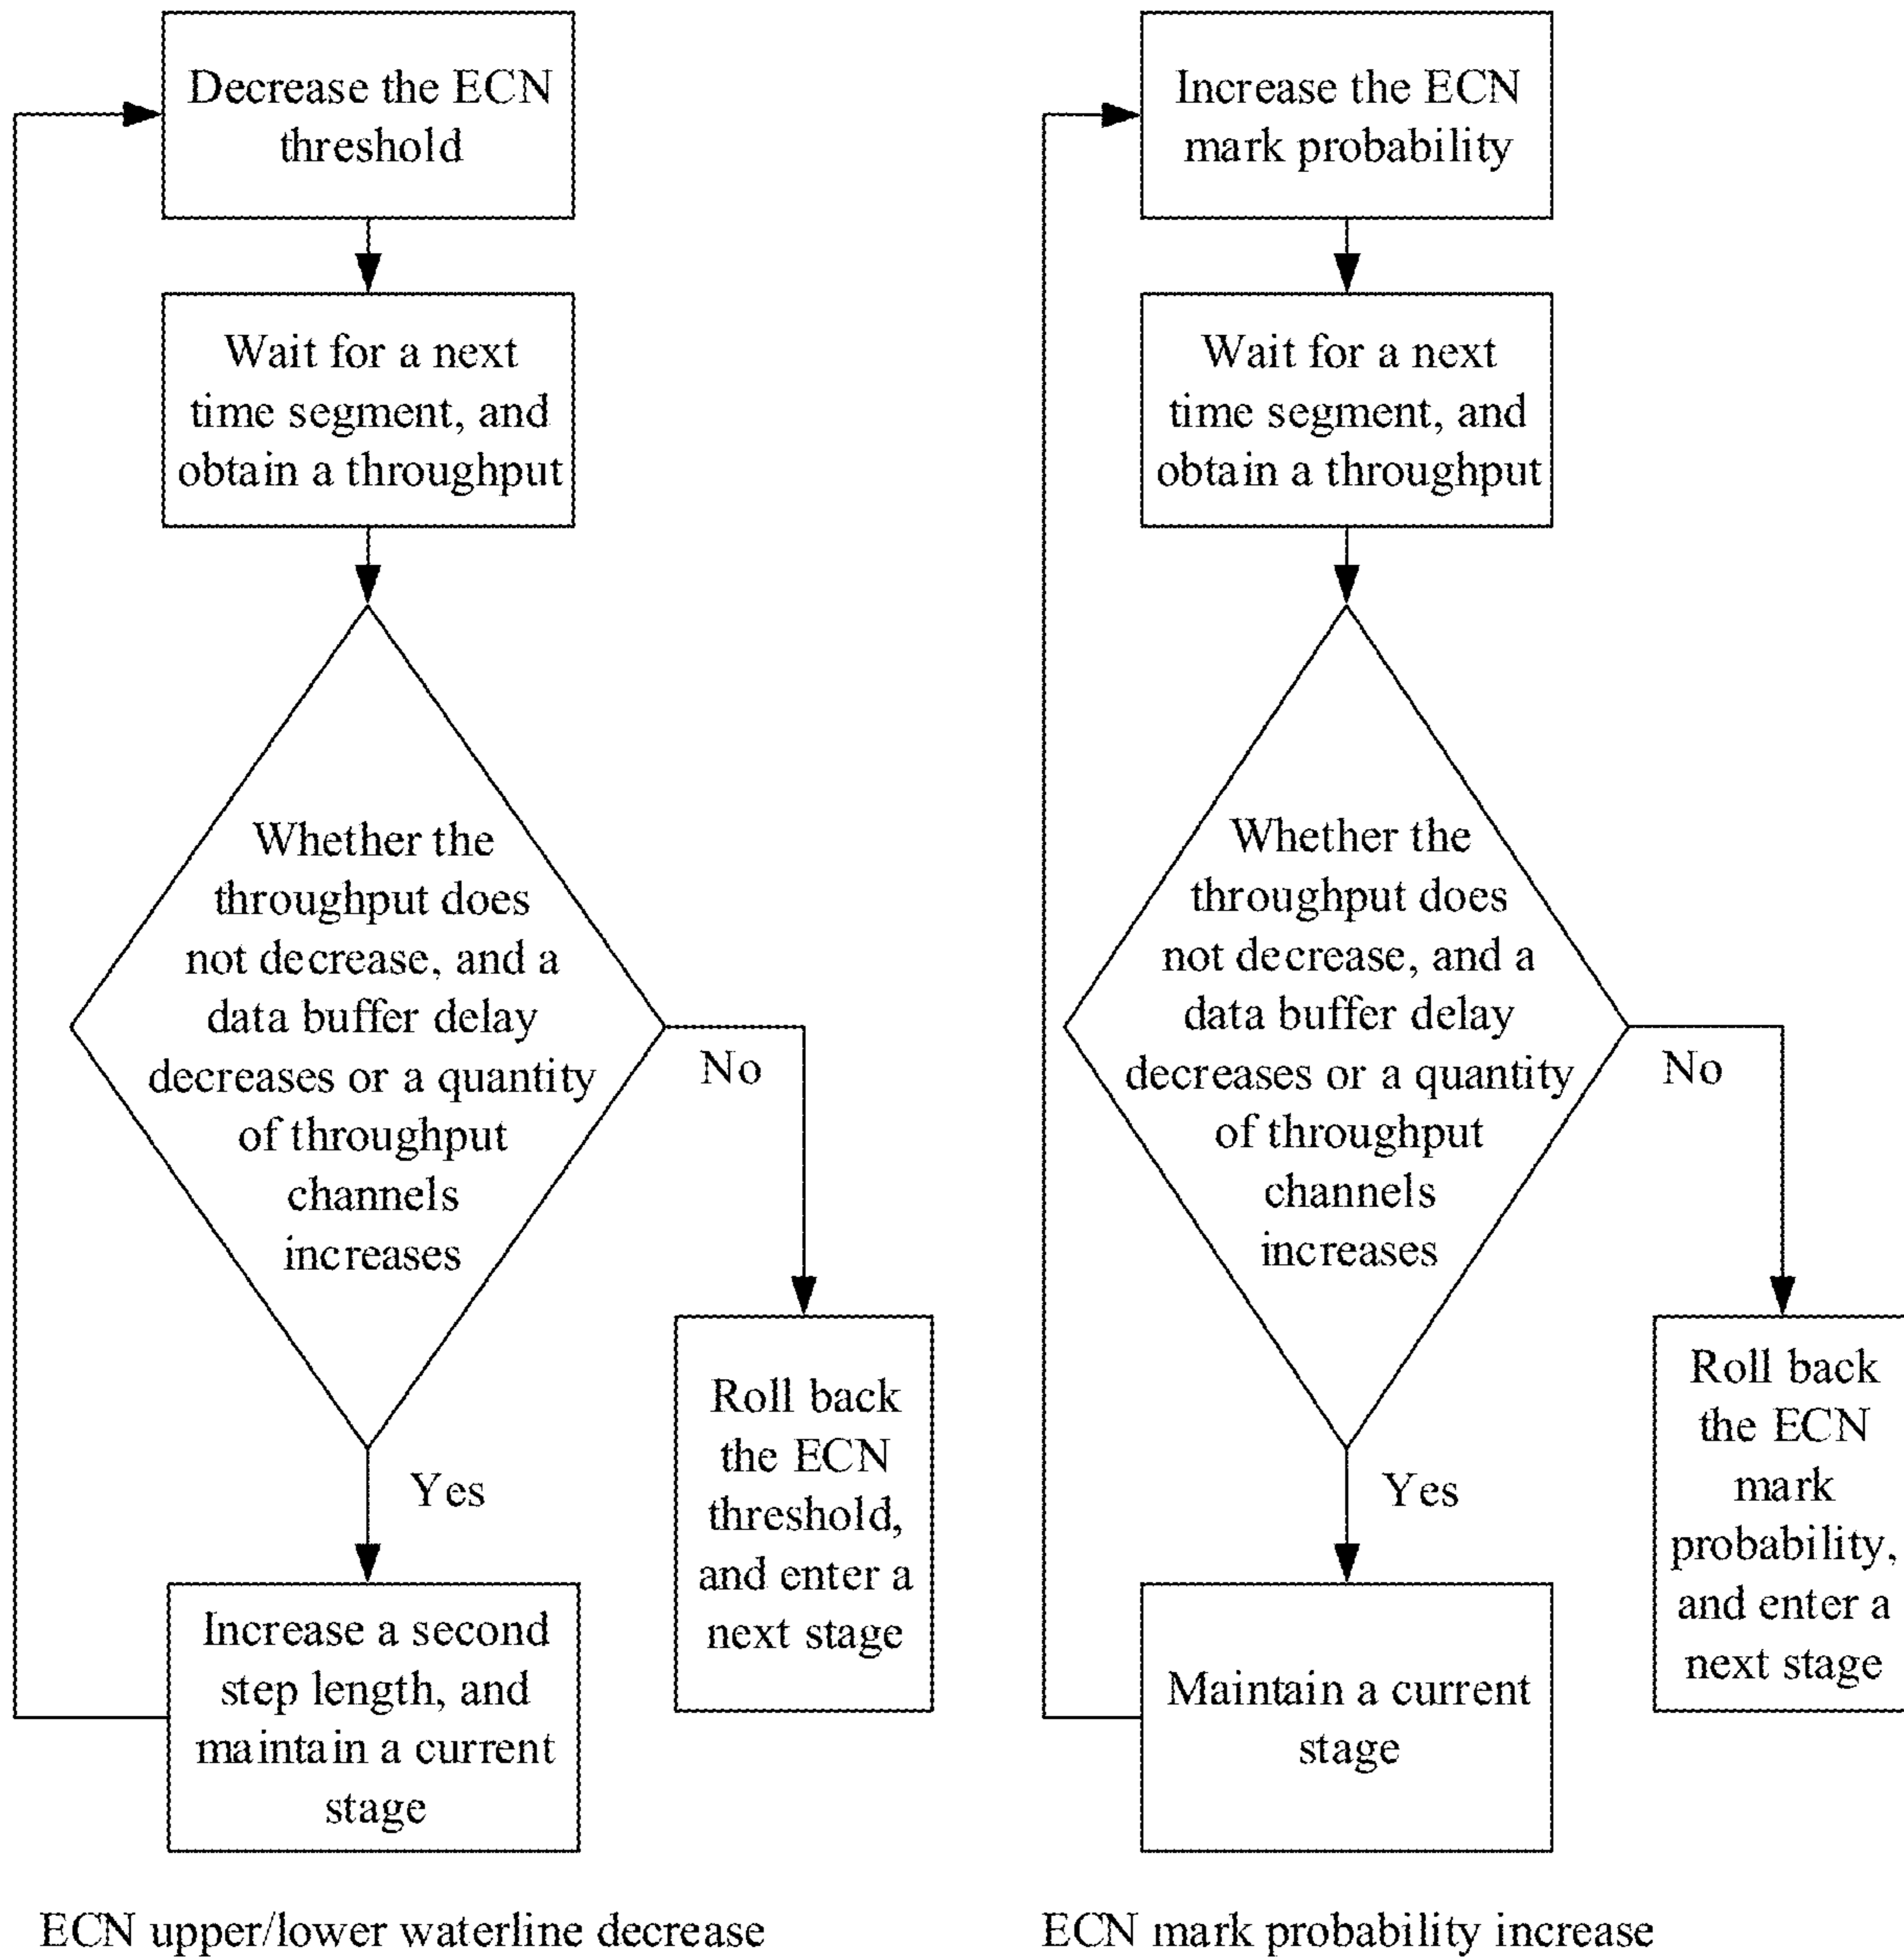 Decrease the ECN
threshold
Wait for a next
time segment, and
obtain a throughput
Whether the
throughput does
not decrease, and a
data buffer delay
decreases or a quantity
of throughput
channels
increases
No
Roll back
the ECN
threshold,
and enter a
next stage
Yes
Increase a second
step length, and
maintain a current
stage
ECN upper/lower waterline decrease
Increase the ECN
mark probability
Wait for a next
time segment, and
obtain a throughput
Whether the
throughput does
not decrease, and a
data buffer delay
decreases or a quantity
of throughput
channels
increases
No
Roll back
the ECN
mark
probability,
and enter a
next stage
Yes
Maintain a current
stage
ECN mark probability increase